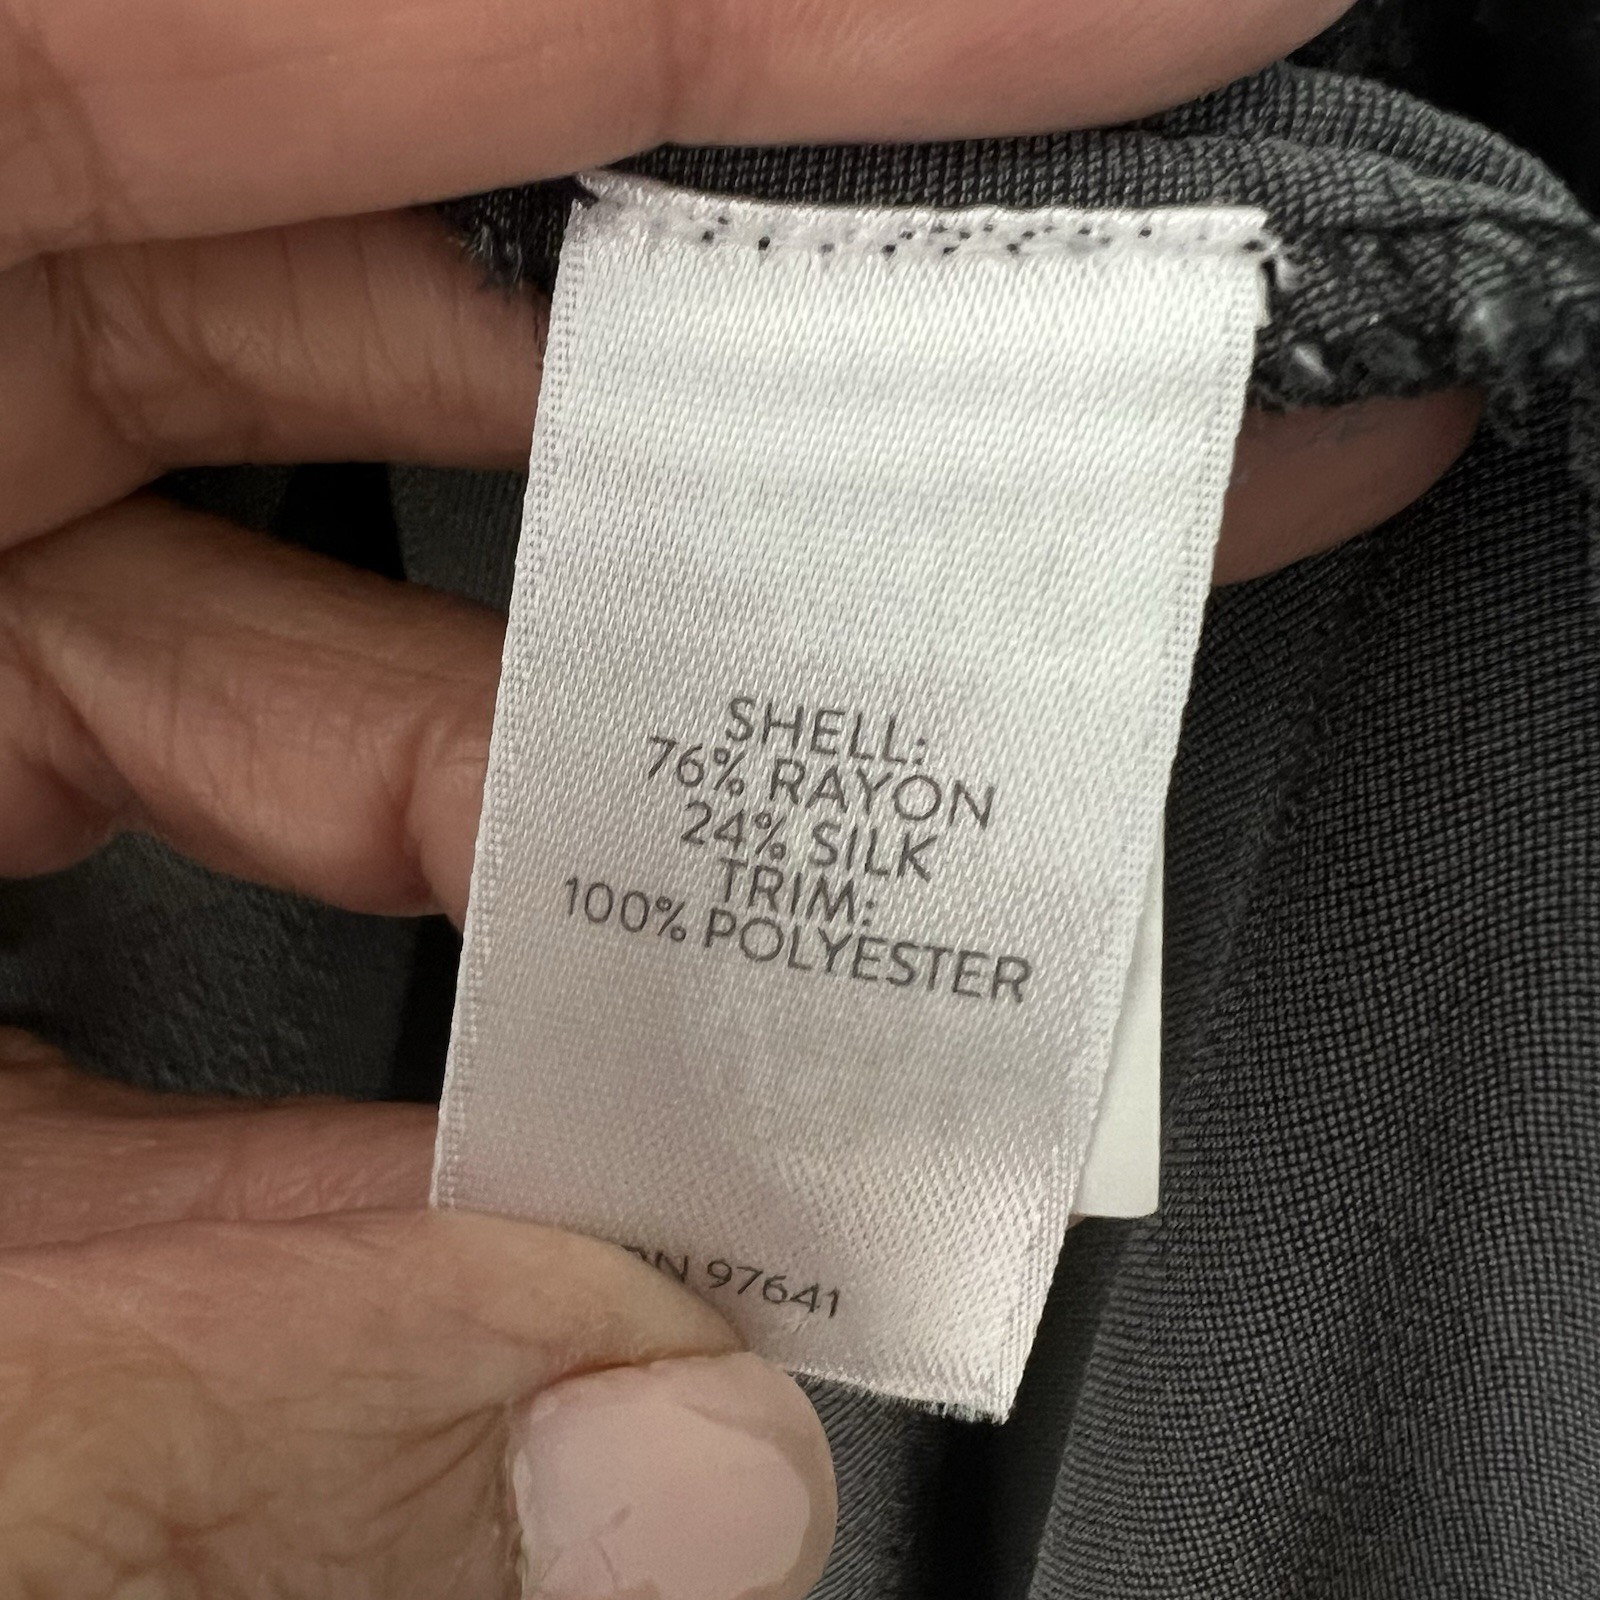 SHELL:
76% RAYON
24% SILK
TRIM:
100% POLYESTER
97641